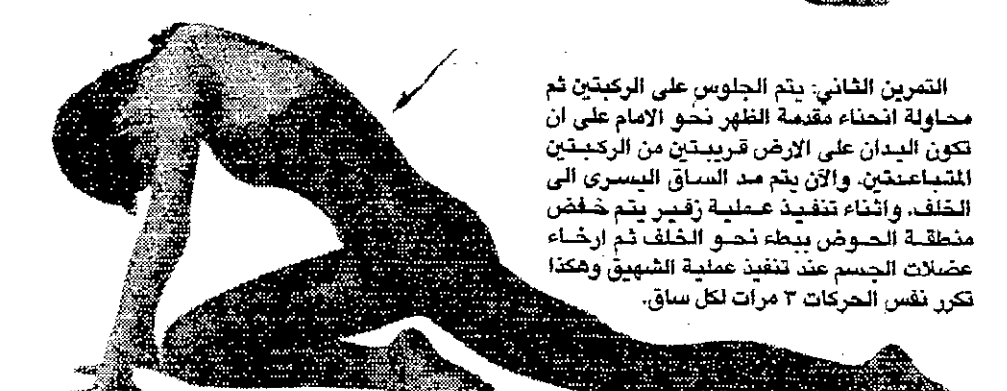 التمرين الثاني: يتم الجلوس على الركبتين ثم
محاولة انحناء مقدمة الظهر نحو الامام على ان
تكون اليدان على الارض قريبتين من الركبتين
المتباعدتين. والآن يتم مد الساق اليسرى الى
الخلف. واثناء تنفيذ عملية زفير يتم خفض
منطقة الحوض ببطء نحو الخلف ثم ارخاء
عضلات الجسم عند تنفيذ عملية الشهيق وهكذا
تكرر نفس الحركات ٣ مرات لكل ساق.